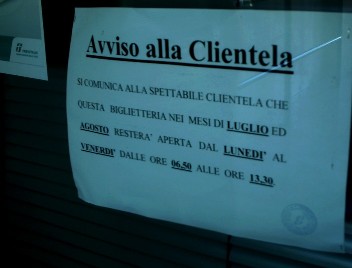 Avviso alla Clientela
SI COMUNICA ALLA SPETTABILE CLIENTELA CHE
QUESTA BIGLIETTERIA NEI MESI DI LUGLIO ED
AGOSTO RESTERA' APERTA DAL LUNEDI' AL
VENERDI' DALLE ORE 06,50 ALLE ORE 13,30.